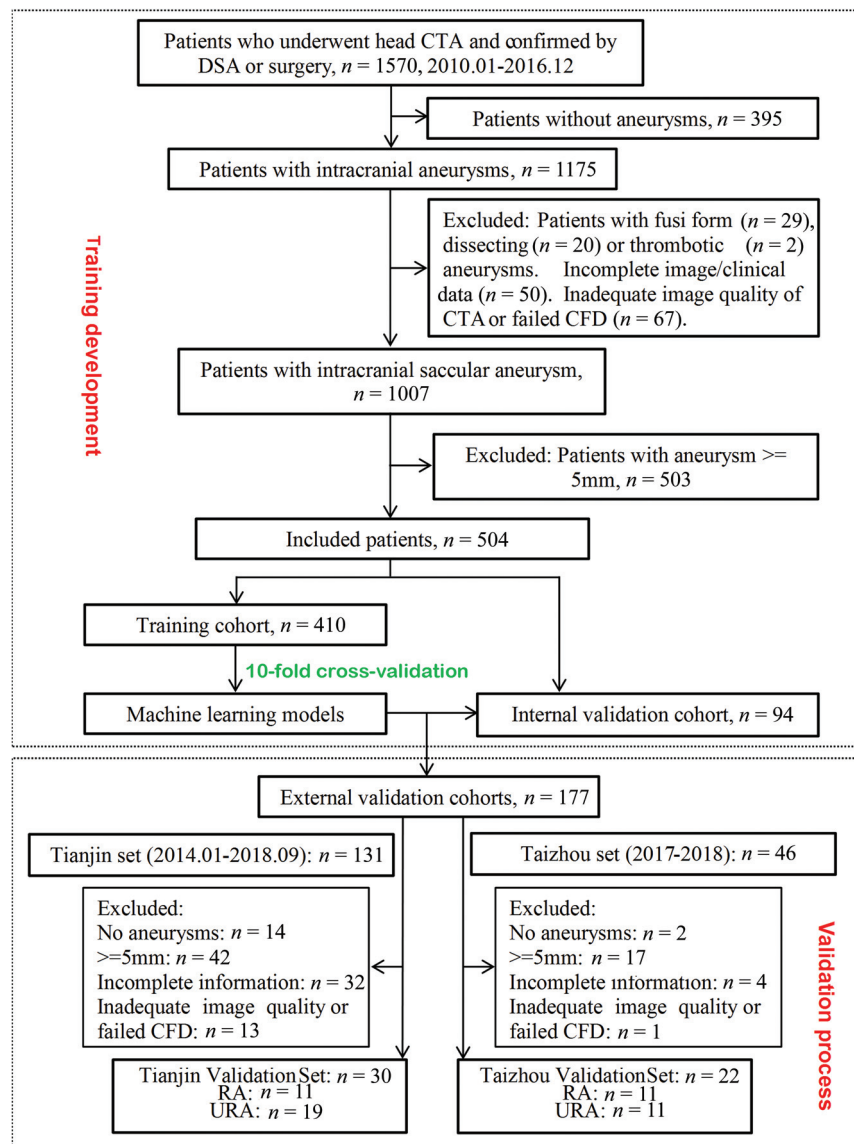 Patients who underwent head CTA and confirmed by
DSA or surgery, n = 1570, 2010.01-2016.12
Patients without aneurysms, n = 395
Patients with intracranial aneurysms, n = 1175
Excluded: Patients with fusi form (n = 29),
dissecting (n = 20) or thrombotic (n = 2)
aneurysms. Incomplete image/clinical
data (n = 50). Inadequate image quality of
CTA or failed CFD (n = 67).
Training development
Patients with intracranial saccular aneurysm,
n = 1007
Excluded: Patients with aneurysm >=
5mm, n = 503
Included patients, n = 504
Training cohort, n = 410
10-fold cross-validation
Machine learning models
Internal validation cohort, n = 94
External validation cohorts, n = 177
Tianjin set (2014.01-2018.09): n = 131
Taizhou set (2017-2018): n = 46
Excluded:
No aneurysms: n = 14
>=5mm: n = 42
Incomplete information: n = 32
Inadequate image quality or
failed CFD: n = 13
Excluded:
No aneurysms: n = 2
>=5mm: n = 17
Incomplete information: n = 4
Inadequate image quality or
failed CFD: n = 1
Validation process
Tianjin Validation Set: n = 30
RA: n = 11
URA: n = 19
Taizhou Validation Set: n = 22
RA: n = 11
URA: n = 11